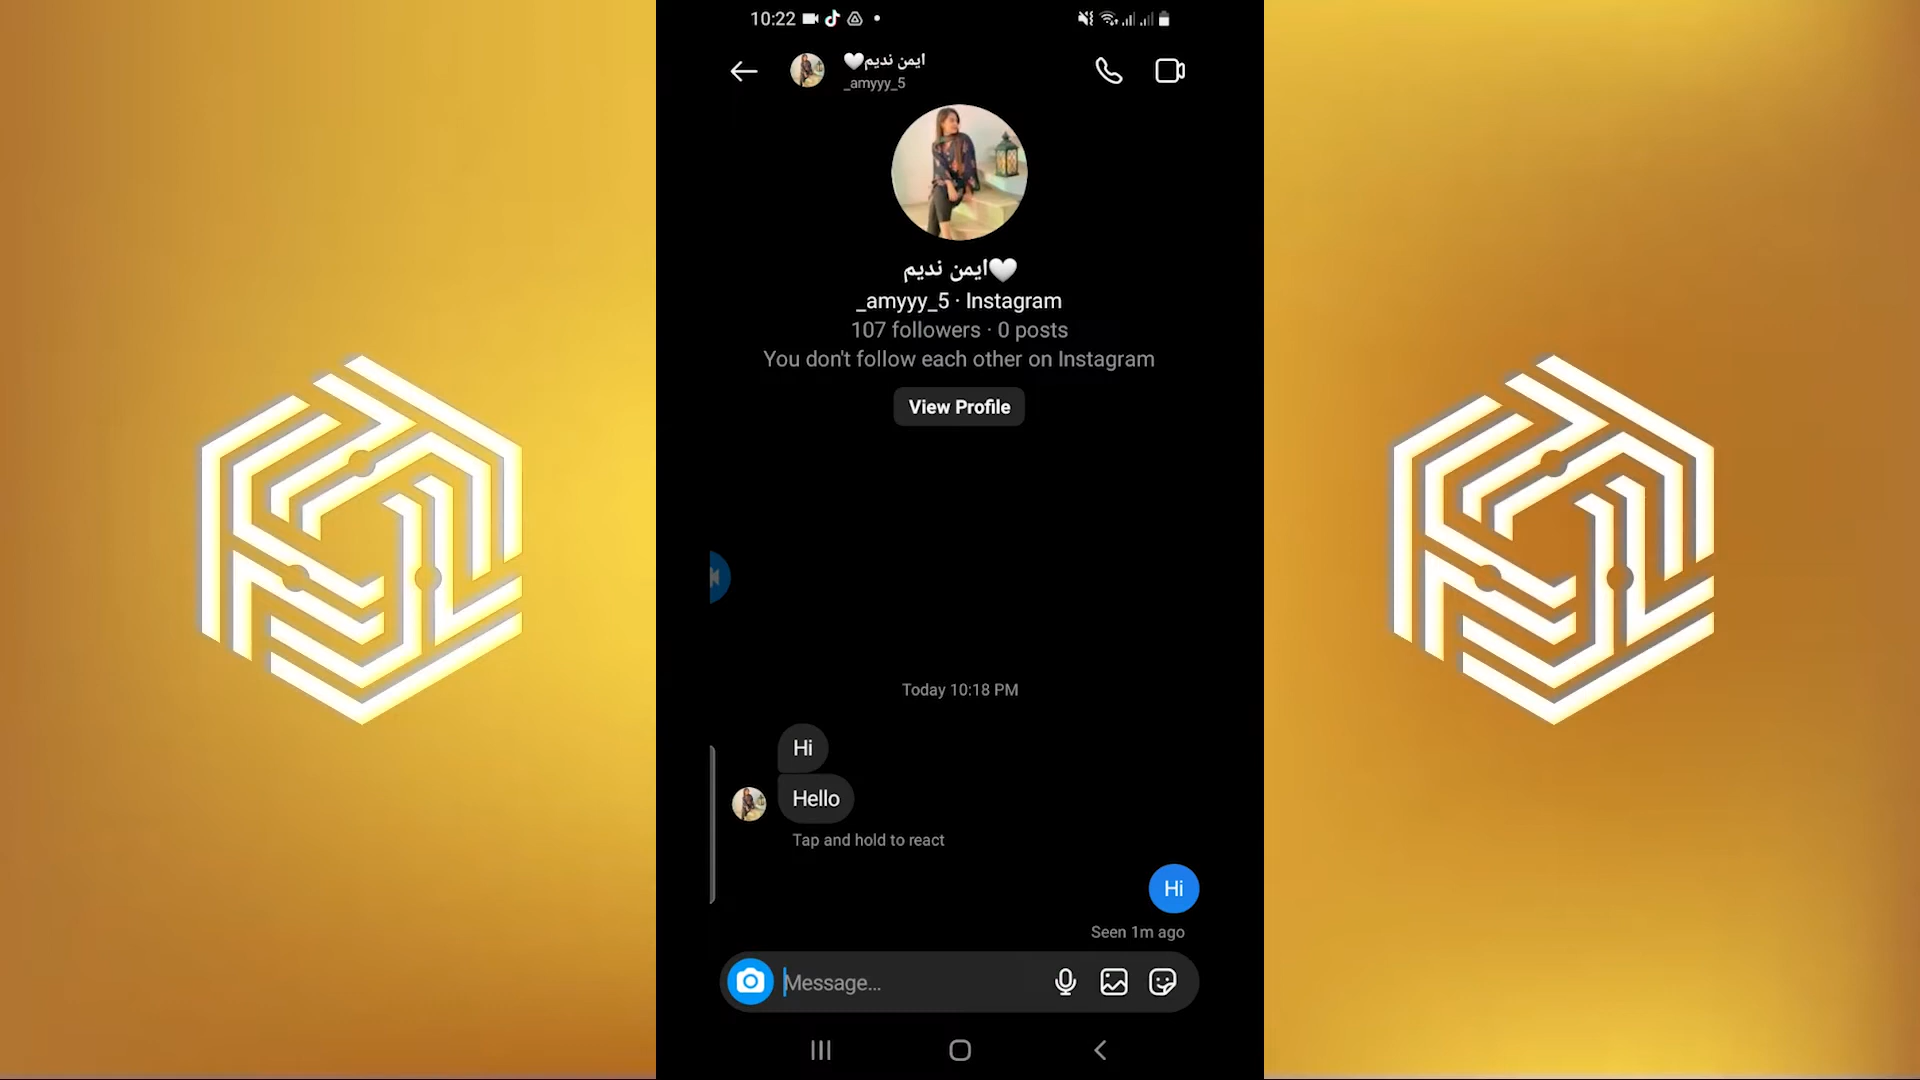 10:22
ایمن ندیم🤍
_amyyy_5
ایمن ندیم🤍
_amyyy_5 · Instagram
107 followers · 0 posts
You don't follow each other on Instagram
View Profile
Today 10:18 PM
Hi
Hello
Tap and hold to react
Hi
Seen 1m ago
Message...